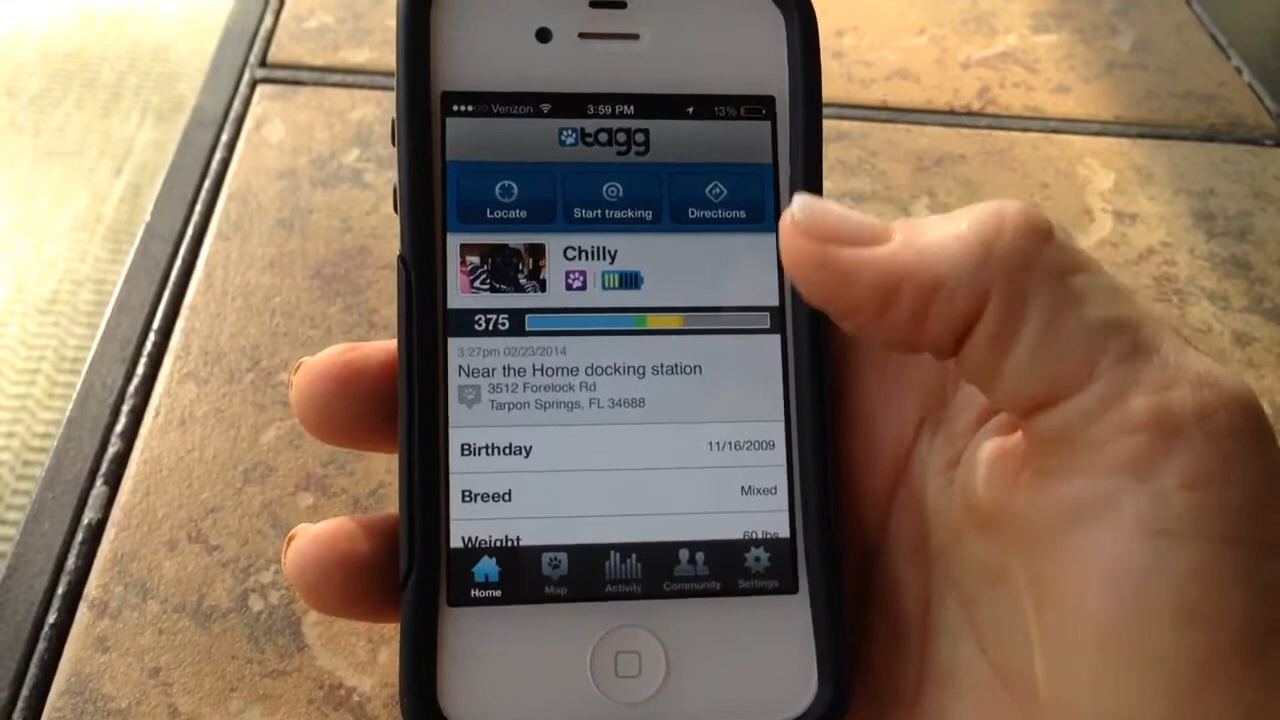 Verizon 3:59 PM 13%
tagg
Locate Start tracking Directions
Chilly
375
3:27pm 02/23/2014
Near the Home docking station
3512 Forelock Rd
Tarpon Springs, FL 34688
Birthday 11/16/2009
Breed Mixed
Weight 60 lbs
Home Map Activity Community Settings